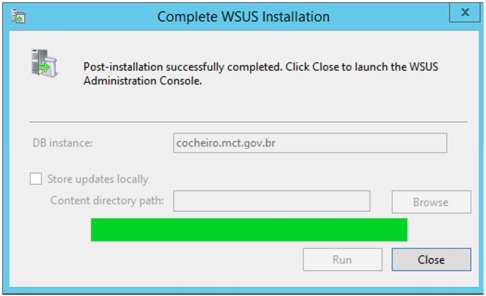 Complete WSUS Installation
x
Post-installation successfully completed. Click Close to launch the WSUS
Administration Console.
DB instance:
cocheiro.mct.gov.br
Store updates locally
Content directory path:
Browse
Run
Close